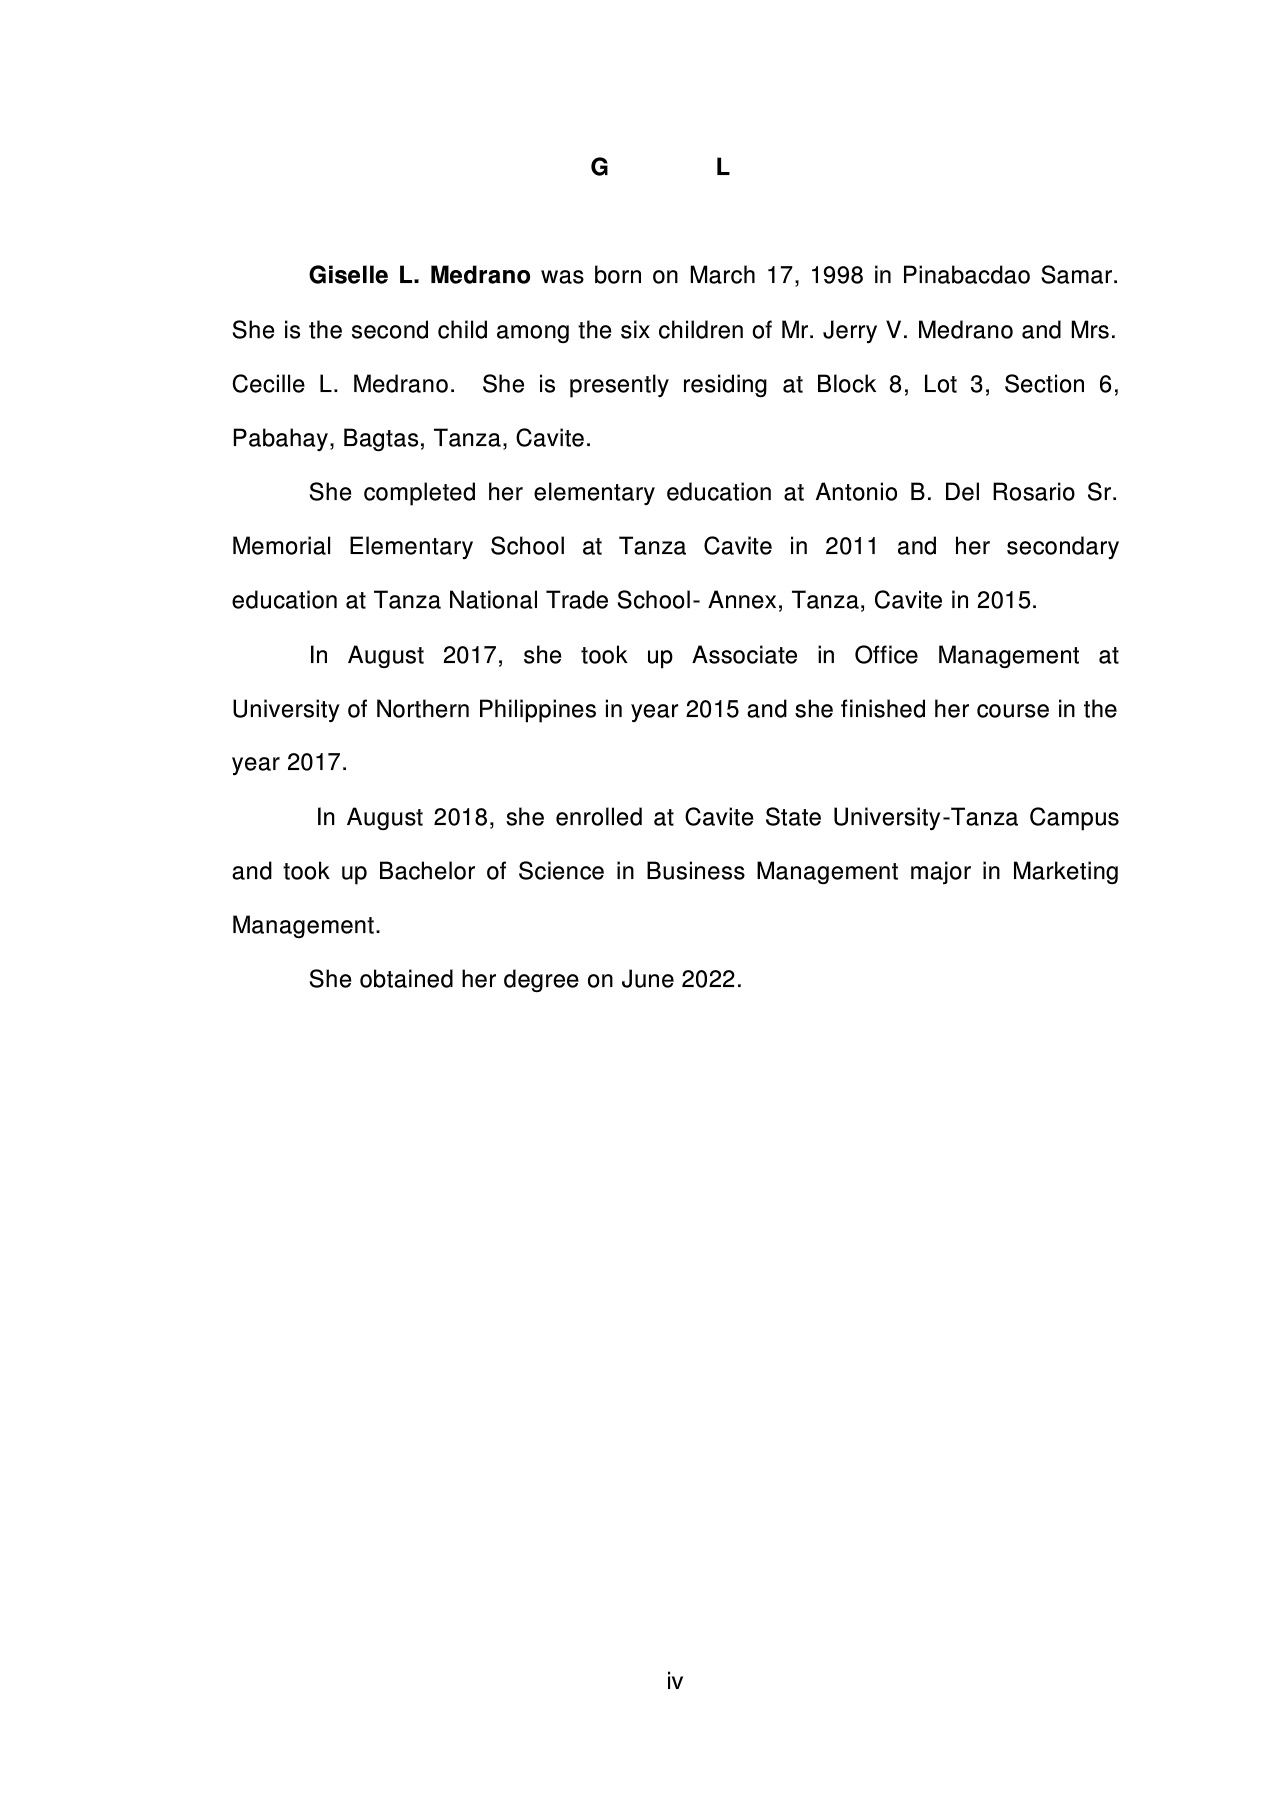 G L
Giselle L. Medrano was born on March 17, 1998 in Pinabacdao Samar.
She is the second child among the six children of Mr. Jerry V. Medrano and Mrs.
Cecille L. Medrano. She is presently residing at Block 8, Lot 3, Section 6,
Pabahay, Bagtas, Tanza, Cavite.
She completed her elementary education at Antonio B. Del Rosario Sr.
Memorial Elementary School at Tanza Cavite in 2011 and her secondary
education at Tanza National Trade School- Annex, Tanza, Cavite in 2015.
In August 2017, she took up Associate in Office Management at
University of Northern Philippines in year 2015 and she finished her course in the
year 2017.
In August 2018, she enrolled at Cavite State University-Tanza Campus
and took up Bachelor of Science in Business Management major in Marketing
Management.
She obtained her degree on June 2022.
iv